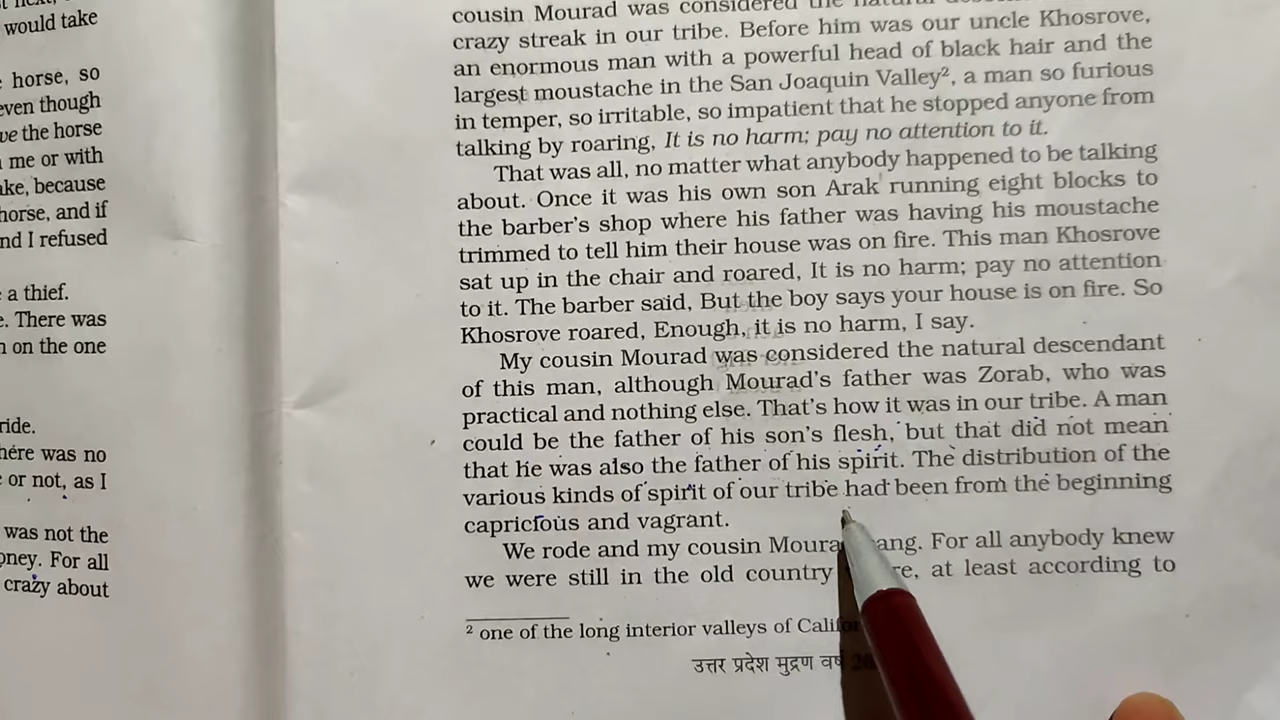 t next,
would take
horse, so
even though
ve the horse
me or with
ake, because
horse, and if
nd I refused
a thief.
e. There was
n on the one
ride.
here was no
or not, as I
was not the
oney. For all
crazy about
cousin Mourad was considered the natural
crazy streak in our tribe. Before him was our uncle Khosrove,
an enormous man with a powerful head of black hair and the
largest moustache in the San Joaquin Valley², a man so furious
in temper, so irritable, so impatient that he stopped anyone from
talking by roaring, It is no harm; pay no attention to it.
That was all, no matter what anybody happened to be talking
about. Once it was his own son Arak running eight blocks to
the barber's shop where his father was having his moustache
trimmed to tell him their house was on fire. This man Khosrove
sat up in the chair and roared, It is no harm; pay no attention
to it. The barber said, But the boy says your house is on fire. So
Khosrove roared, Enough, it is no harm, I say.
My cousin Mourad was considered the natural descendant
of this man, although Mourad's father was Zorab, who was
practical and nothing else. That's how it was in our tribe. A man
could be the father of his son's flesh, but that did not mean
that he was also the father of his spirit. The distribution of the
various kinds of spirit of our tribe had been from the beginning
capricious and vagrant.
We rode and my cousin Moura ang. For all anybody knew
we were still in the old country re, at least according to
² one of the long interior valleys of Califo
उत्तर प्रदेश मुद्रण वर्ष 20